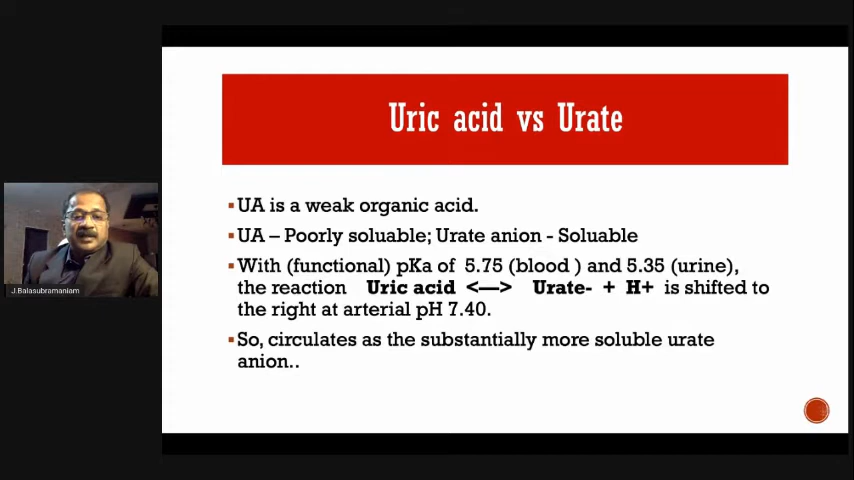 Uric acid vs Urate
▪UA is a weak organic acid.
▪UA – Poorly soluable; Urate anion - Soluable
▪With (functional) pKa of 5.75 (blood ) and 5.35 (urine),
the reaction Uric acid <—> Urate- + H+ is shifted to
the right at arterial pH 7.40.
▪So, circulates as the substantially more soluble urate
anion..
J.Balasubramaniam